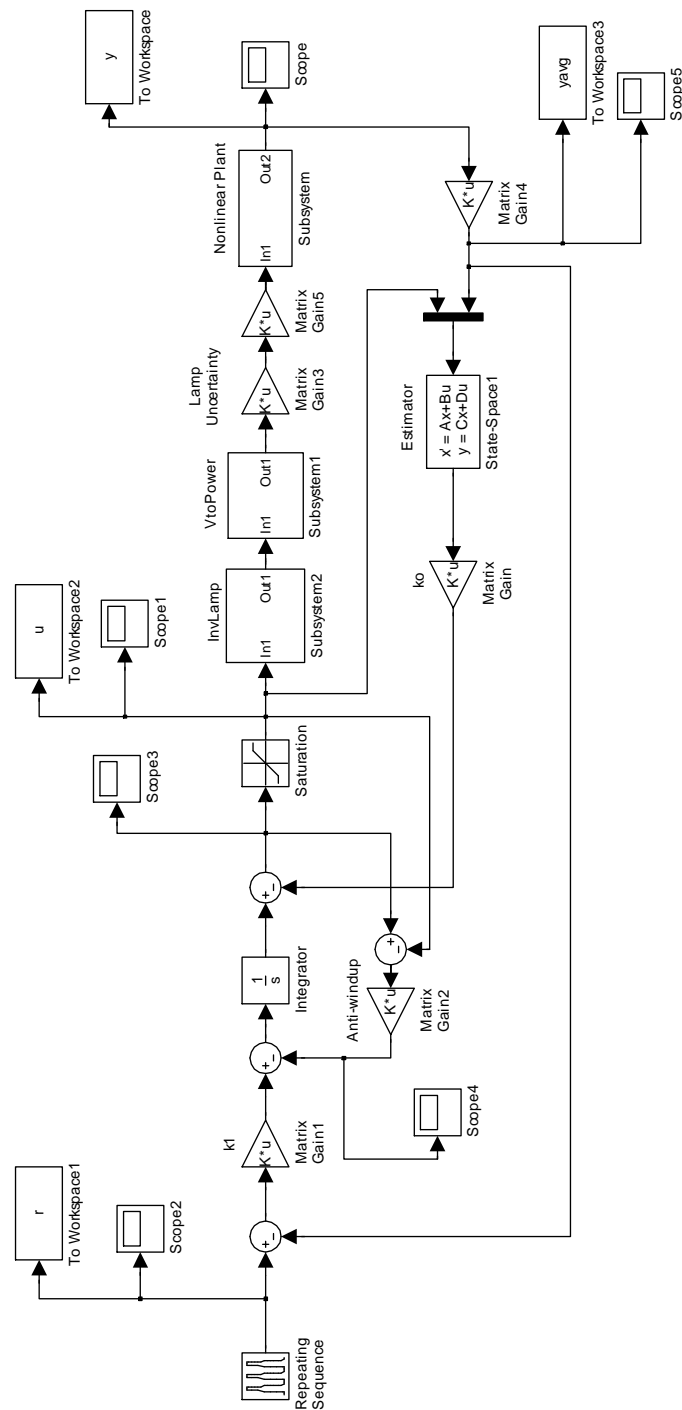 Repeating
Sequence
r
To Workspace1
Scope2
+
-
k1
K*u
Matrix
Gain1
+
-
1
s
Integrator
+
-
Scope3
Anti-windup
K*u
Matrix
Gain2
+
-
Scope4
Saturation
u
To Workspace2
Scope1
InvLamp
In1
Out1
Subsystem2
VtoPower
In1
Out1
Subsystem1
Lamp
Uncertainty
K*u
Matrix
Gain3
K*u
Matrix
Gain5
Nonlinear Plant
In1
Out2
Subsystem
y
To Workspace
Scope
K*u
Matrix
Gain4
yavg
To Workspace3
Scope5
Estimator
x' = Ax+Bu
y = Cx+Du
State-Space1
ko
K*u
Matrix
Gain